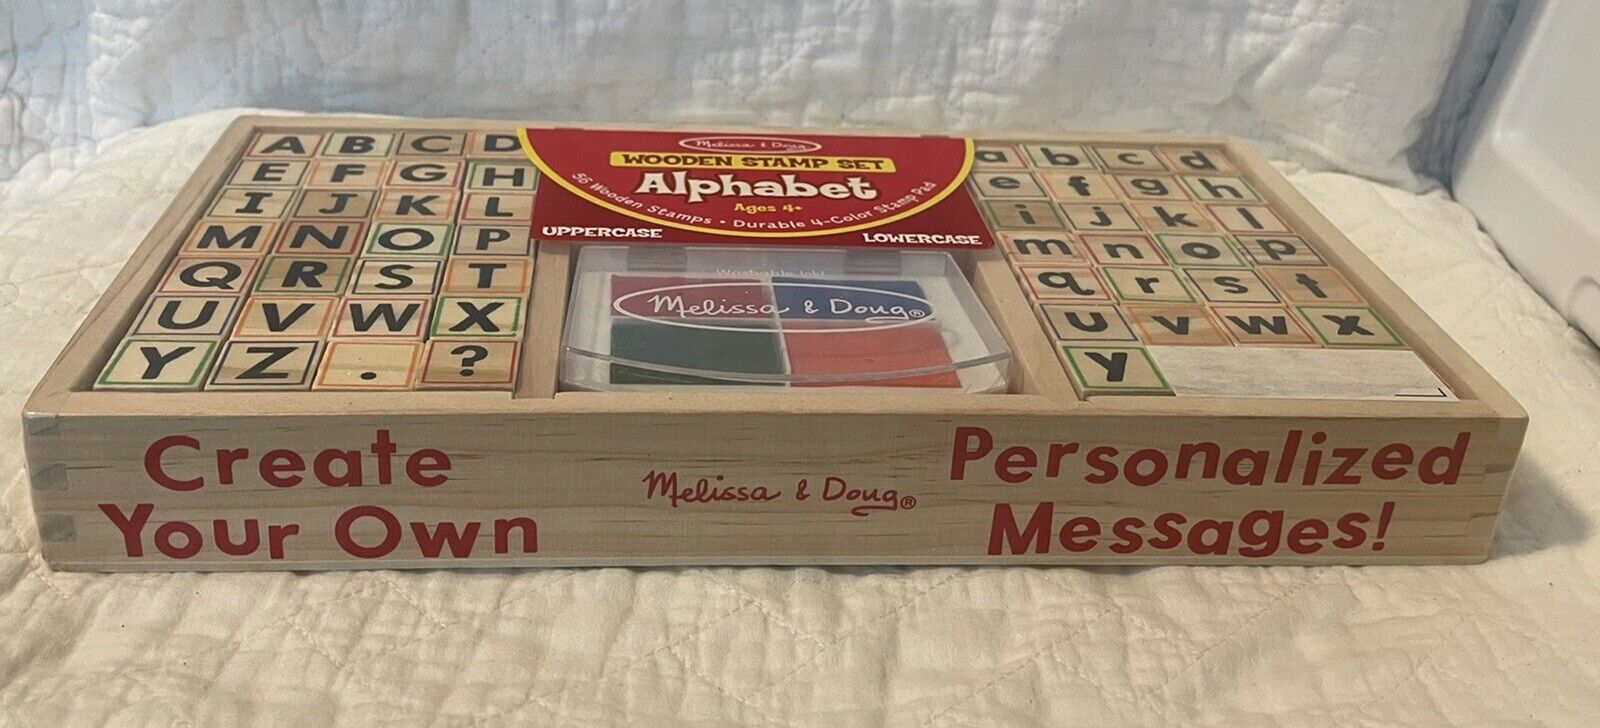 A B C D
E F G H
I J K L
M N O P
Q R S T
U V W X
Y Z . ?
Melissa & Doug
WOODEN STAMP SET
Alphabet
Ages 4+
56 Wooden Stamps • Durable 4-Color Stamp Pad
UPPERCASE
LOWERCASE
Washable Ink!
Melissa & Doug®
a b c d
e f g h
i j k l
m n o p
q r s t
u v w x
y
Create
Your Own
Melissa & Doug®
Personalized
Messages!